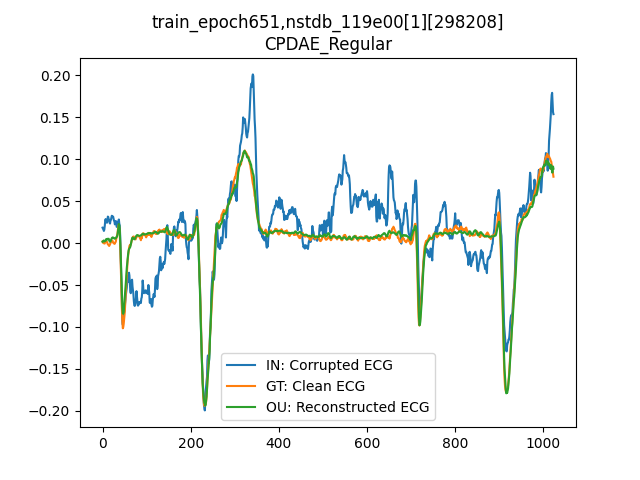 train_epoch651,nstdb_119e00[1][298208]
CPDAE_Regular
0.20
0.15
0.10
0.05
0.00
−0.05
−0.10
−0.15
−0.20
IN: Corrupted ECG
GT: Clean ECG
OU: Reconstructed ECG
0 200 400 600 800 1000